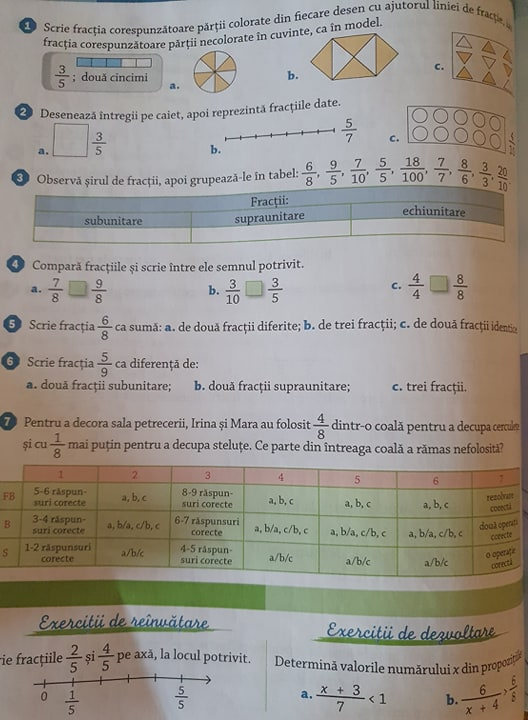 1 Scrie fracția corespunzătoare părții colorate din fiecare desen cu ajutorul liniei de fracție,
fracția corespunzătoare părții necolorate în cuvinte, ca în model.
3/5 ; două cincimi
a.
b.
c.
2 Desenează întregii pe caiet, apoi reprezintă fracțiile date.
a. 3/5
b. 5/7
c.
3 Observă șirul de fracții, apoi grupează-le în tabel: 6/8, 9/5, 7/10, 5/5, 18/100, 7/7, 8/6, 3/3, 20/10
Fracții:
subunitare supraunitare echiunitare
4 Compară fracțiile și scrie între ele semnul potrivit.
a. 7/8 9/8 b. 3/10 3/5 c. 4/4 8/8
5 Scrie fracția 6/8 ca sumă: a. de două fracții diferite; b. de trei fracții; c. de două fracții
6 Scrie fracția 5/9 ca diferență de:
a. două fracții subunitare; b. două fracții supraunitare; c. trei fracții.
7 Pentru a decora sala petrecerii, Irina și Mara au folosit 4/8 dintr-o coală pentru a decupa
și cu 1/8 mai puțin pentru a decupa steluțe. Ce parte din întreaga coală a rămas nefolosită?
1 2 3 4 5 6 7
FB 5-6 răspun-suri corecte a, b, c 8-9 răspun-suri corecte a, b, c a, b, c a, b, c rezolvare corectă
B 3-4 răspun-suri corecte a, b/a, c/b, c 6-7 răspunsuri corecte a, b/a, c/b, c a, b/a, c/b, c a, b/a, c/b, c două corecte
S 1-2 răspunsuri corecte a/b/c 4-5 răspun-suri corecte a/b/c a/b/c a/b/c o operație corectă
Exerciții de reînvățare
rie fracțiile 2/5 și 4/5 pe axă, la locul potrivit.
0 1/5 5/5
Exerciții de dezvoltare
Determină valorile numărului x din
a. x + 3/7 < 1 b. 6/x + 4 > 6/8